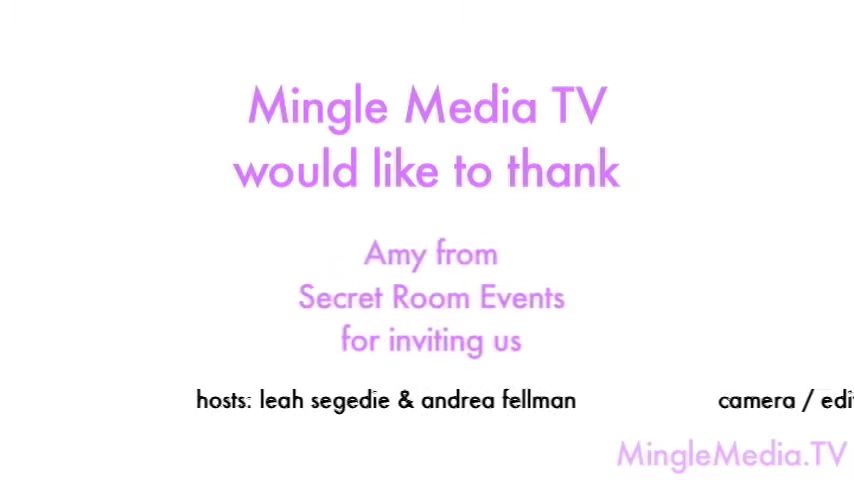 Mingle Media TV
would like to thank
Amy from
Secret Room Events
for inviting us
hosts: leah segedie & andrea fellman camera / edi
MingleMedia.TV